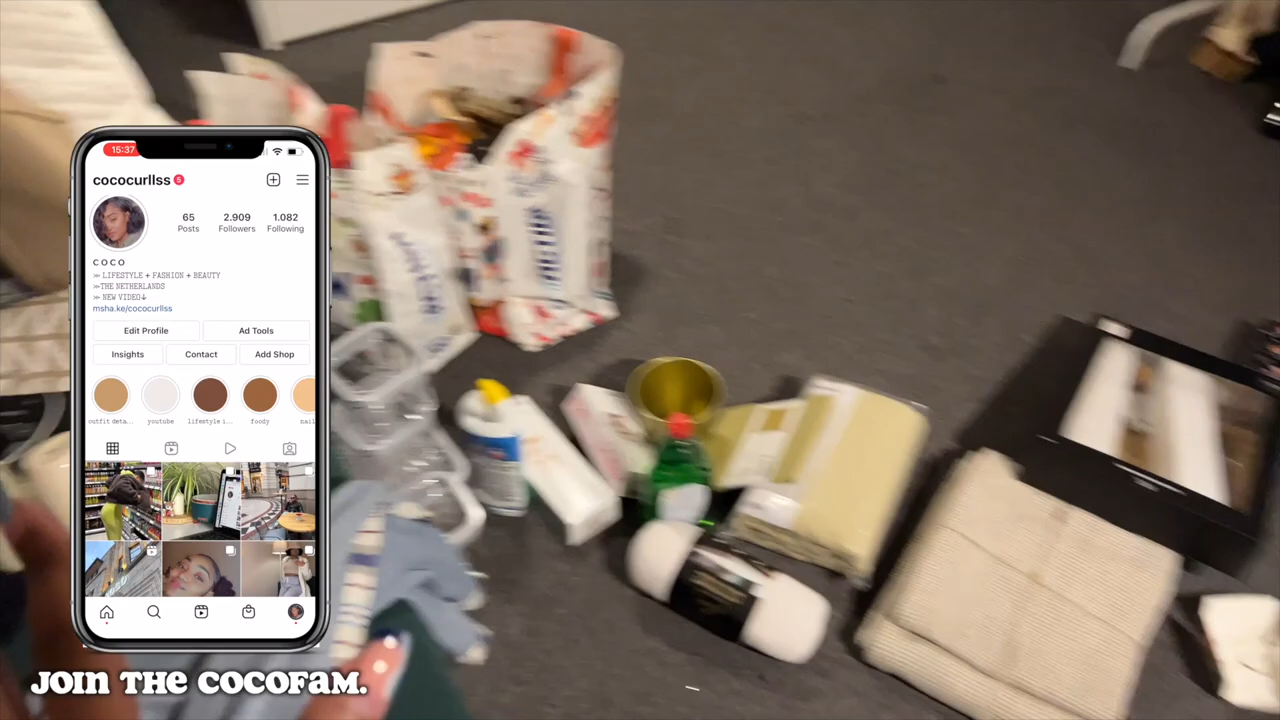 15:37
cococurllss 5
65 2.909 1.082
Posts Followers Following
COCO
≫ LIFESTYLE + FASHION + BEAUTY
≫THE NETHERLANDS
≫ NEW VIDEO↓
msha.ke/cococurllss
Edit Profile Ad Tools
Insights Contact Add Shop
outfit deta... youtube lifestyle i... foody nail
JOIN THE COCOFAM.